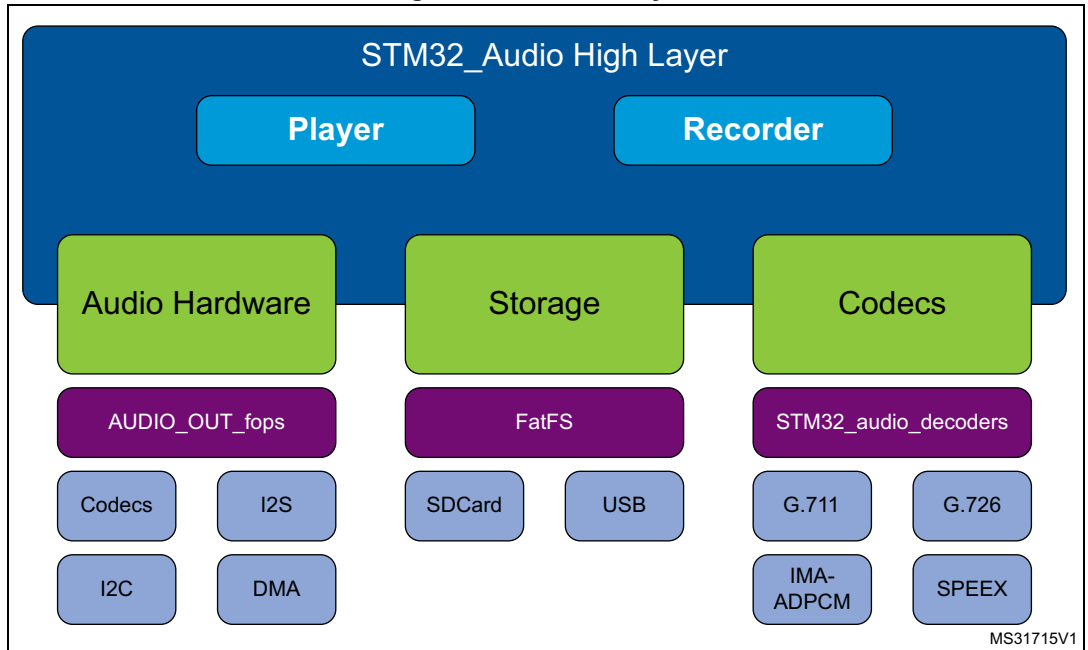 STM32_Audio High Layer
Player
Recorder
Audio Hardware
Storage
Codecs
AUDIO_OUT_fops
FatFS
STM32_audio_decoders
Codecs
I2S
SDCard
USB
G.711
G.726
I2C
DMA
IMA-
ADPCM
SPEEX
MS31715V1